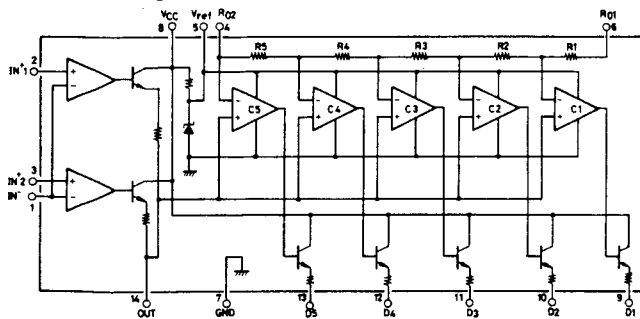 VCC Vref RO2 RO1
8 5 4 6
R5 R4 R3 R2 R1
IN+1 2
C5 C4 C3 C2 C1
3
IN+2
IN-
1
14 7 13 12 11 10 9
OUT GND D5 D4 D3 D2 D1